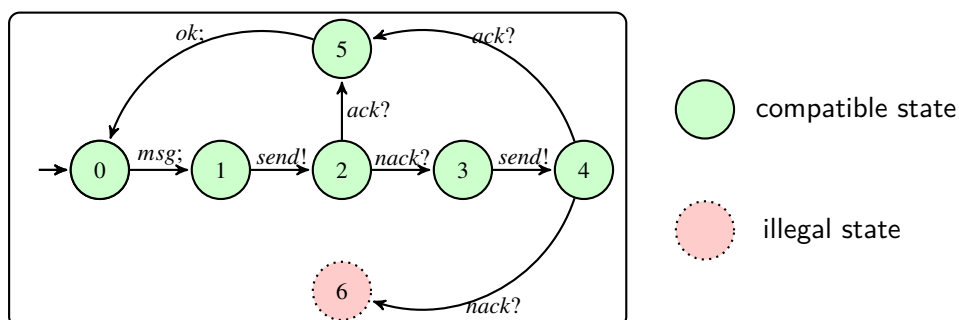 ok;
5
ack?
ack?
msg;
send!
nack?
send!
0
1
2
3
4
6
nack?
compatible state
illegal state